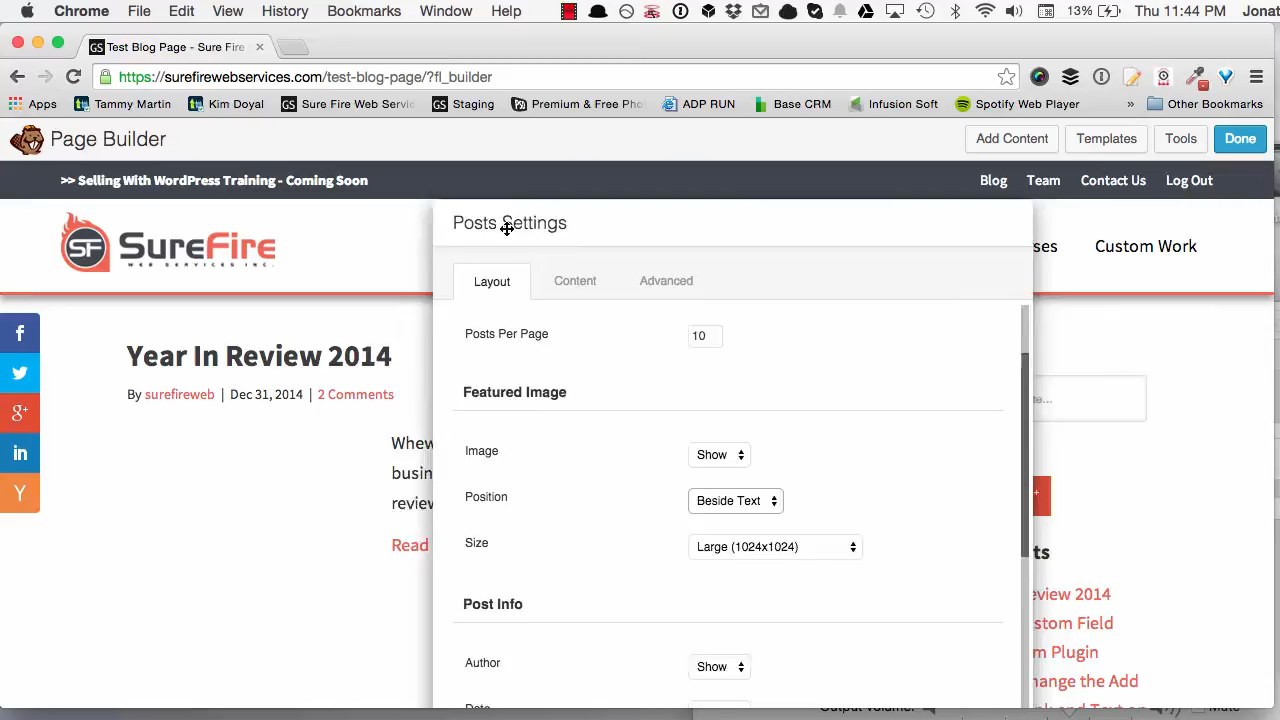 Chrome File Edit View History Bookmarks Window Help 13% Thu 11:44 PM Jonat
GS Test Blog Page - Sure Fire
https://surefirewebservices.com/test-blog-page/?fl_builder
Apps Tammy Martin Kim Doyal GS Sure Fire Web Servic GS Staging Premium & Free Pho ADP RUN Base CRM Infusion Soft Spotify Web Player » Other Bookmarks
Page Builder Add Content Templates Tools Done
>> Selling With WordPress Training - Coming Soon Blog Team Contact Us Log Out
Posts Settings
SF SureFire
WEB SERVICES INC.
ses Custom Work
Layout Content Advanced
Posts Per Page 10
Year In Review 2014
By surefireweb | Dec 31, 2014 | 2 Comments
Featured Image
te...
Whew
Image Show
busin
Position Beside Text
review
Size Large (1024x1024)
Read
ts
Post Info
eview 2014
stom Field
m Plugin
Author Show
hange the Add